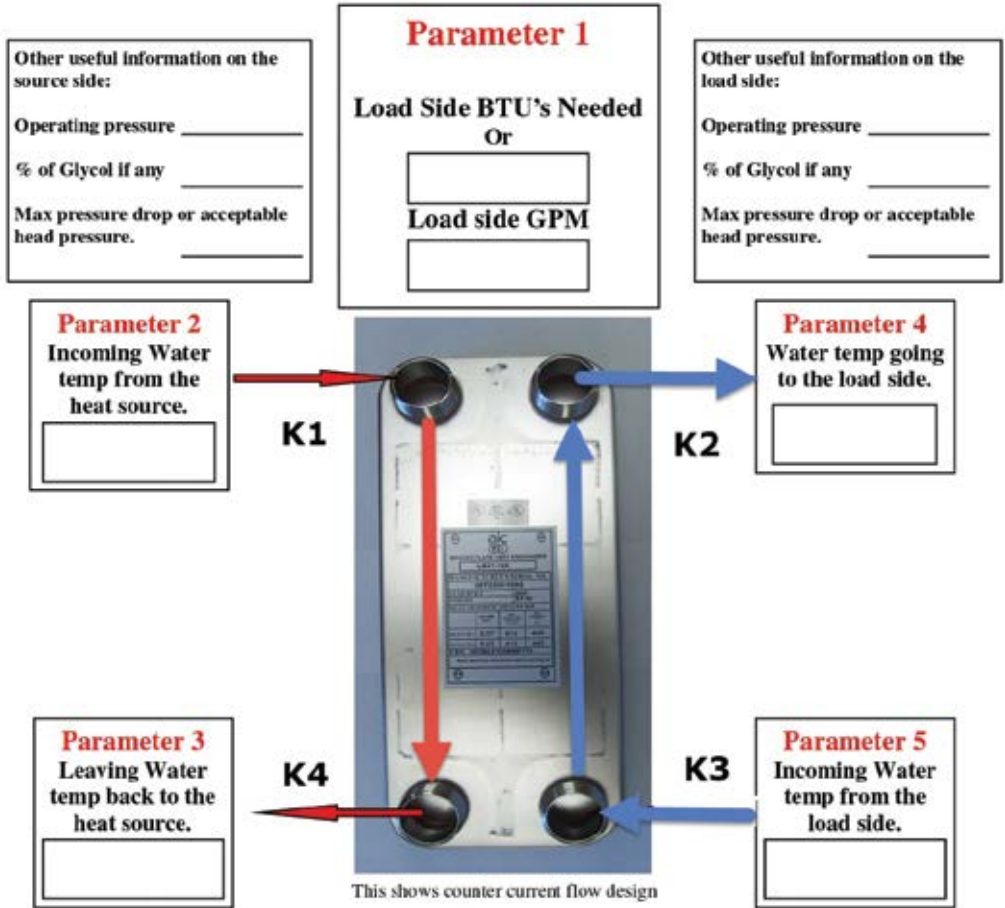 Parameter 1
Load Side BTU's Needed
Or
Load side GPM
Other useful information on the
source side:
Operating pressure
% of Glycol if any
Max pressure drop or acceptable
head pressure.
Other useful information on the
load side:
Operating pressure
% of Glycol if any
Max pressure drop or acceptable
head pressure.
Parameter 2
Incoming Water
temp from the
heat source.
K1
K2
Parameter 4
Water temp going
to the load side.
Parameter 3
Leaving Water
temp back to the
heat source.
K4
K3
Parameter 5
Incoming Water
temp from the
load side.
This shows counter current flow design